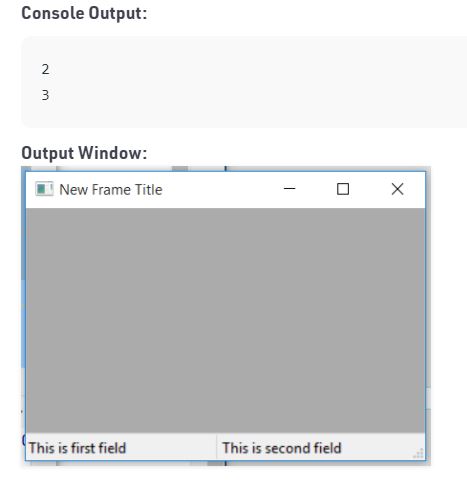 Console Output:
2
3
Output Window:
New Frame Title
This is first field
This is second field